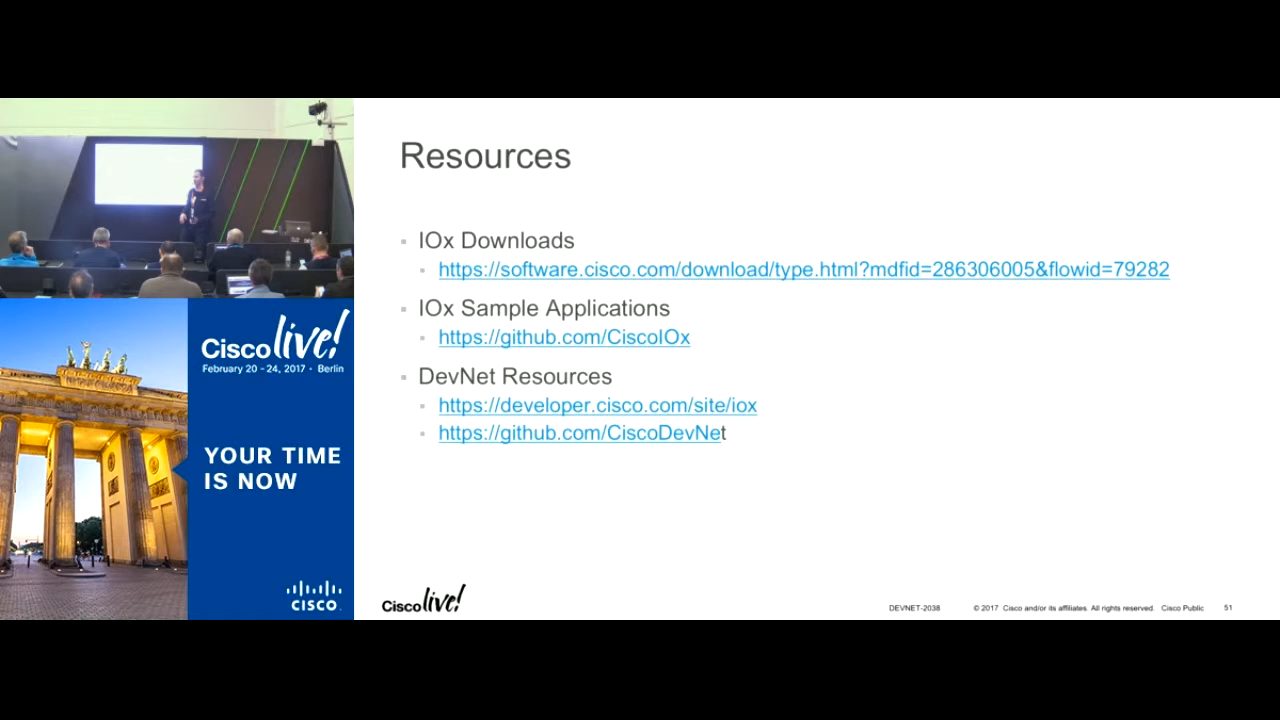 Resources
IOx Downloads
https://software.cisco.com/download/type.html?mdfid=286306005&flowid=79282
IOx Sample Applications
https://github.com/CiscoIOx
DevNet Resources
https://developer.cisco.com/site/iox
https://github.com/CiscoDevNet
Cisco live!
February 20 - 24, 2017 • Berlin
YOUR TIME
IS NOW
CISCO
Cisco live!
DEVNET-2038 © 2017 Cisco and/or its affiliates. All rights reserved. Cisco Public 51